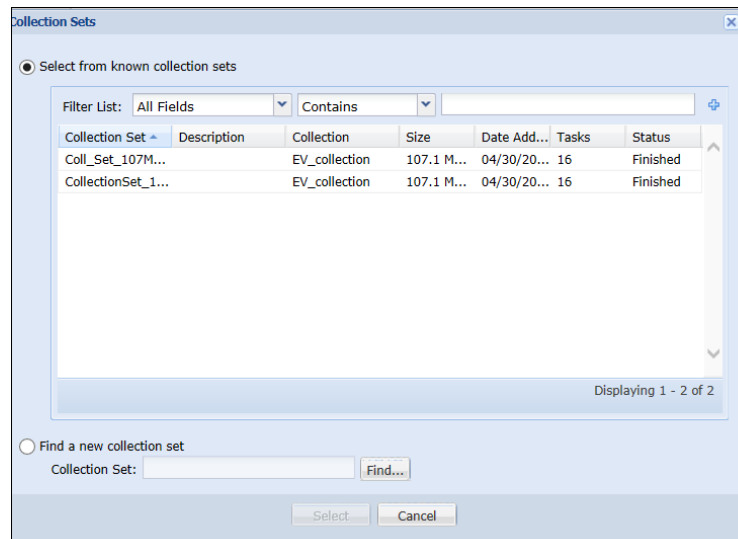 Collection Sets
Select from known collection sets
Filter List: All Fields Contains
Collection Set Description Collection Size Date Add... Tasks Status
Coll_Set_107M... EV_collection 107.1 M... 04/30/20... 16 Finished
CollectionSet_1... EV_collection 107.1 M... 04/30/20... 16 Finished
Displaying 1 - 2 of 2
Find a new collection set
Collection Set: Find...
Select Cancel